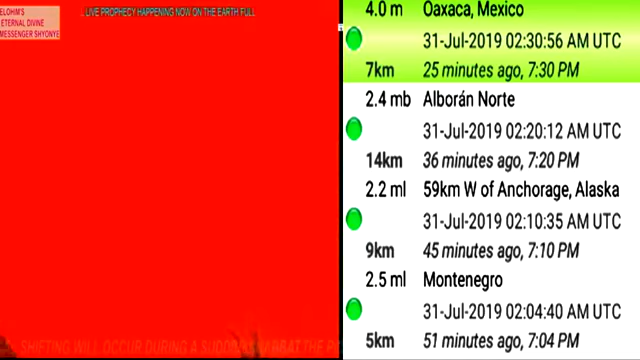 ELOHIM'S
ETERNAL DIVINE
MESSENGER SHYONYE
.. LIVE PROPHECY HAPPENING NOW ON THE EARTH FULL
SHIFTING WILL OCCUR DURING A SUDDEN SABBAT THE
4.0 m Oaxaca, Mexico
31-Jul-2019 02:30:56 AM UTC
7km 25 minutes ago, 7:30 PM
2.4 mb Alborán Norte
31-Jul-2019 02:20:12 AM UTC
14km 36 minutes ago, 7:20 PM
2.2 ml 59km W of Anchorage, Alaska
31-Jul-2019 02:10:35 AM UTC
9km 45 minutes ago, 7:10 PM
2.5 ml Montenegro
31-Jul-2019 02:04:40 AM UTC
5km 51 minutes ago, 7:04 PM